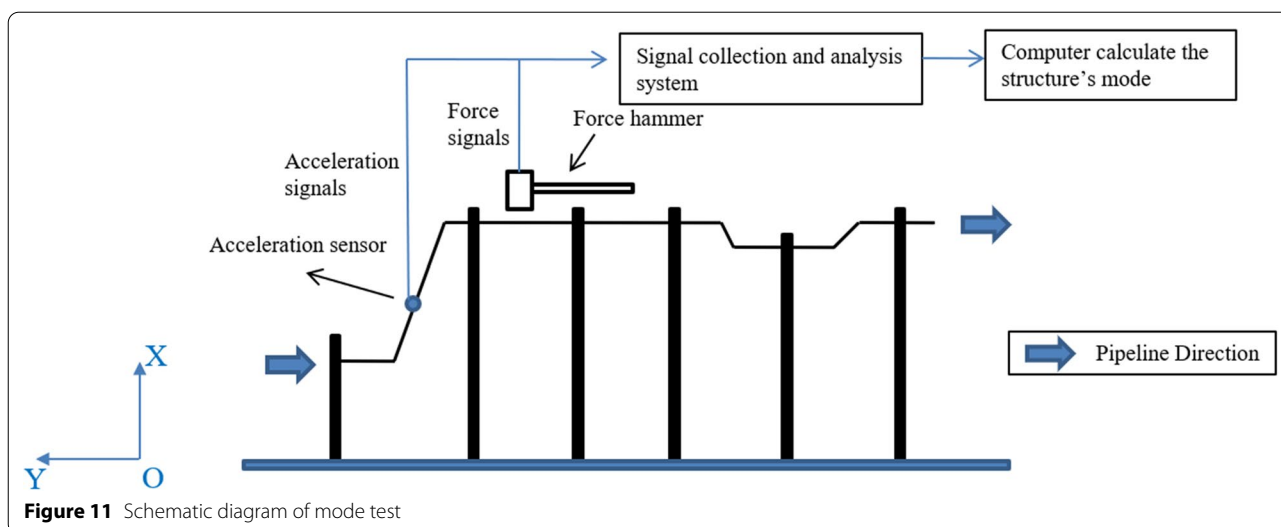 Signal collection and analysis
system
Computer calculate the
structure's mode
Force
signals
Force hammer
Acceleration
signals
Acceleration sensor
X
Y
O
Pipeline Direction
Figure 11 Schematic diagram of mode test